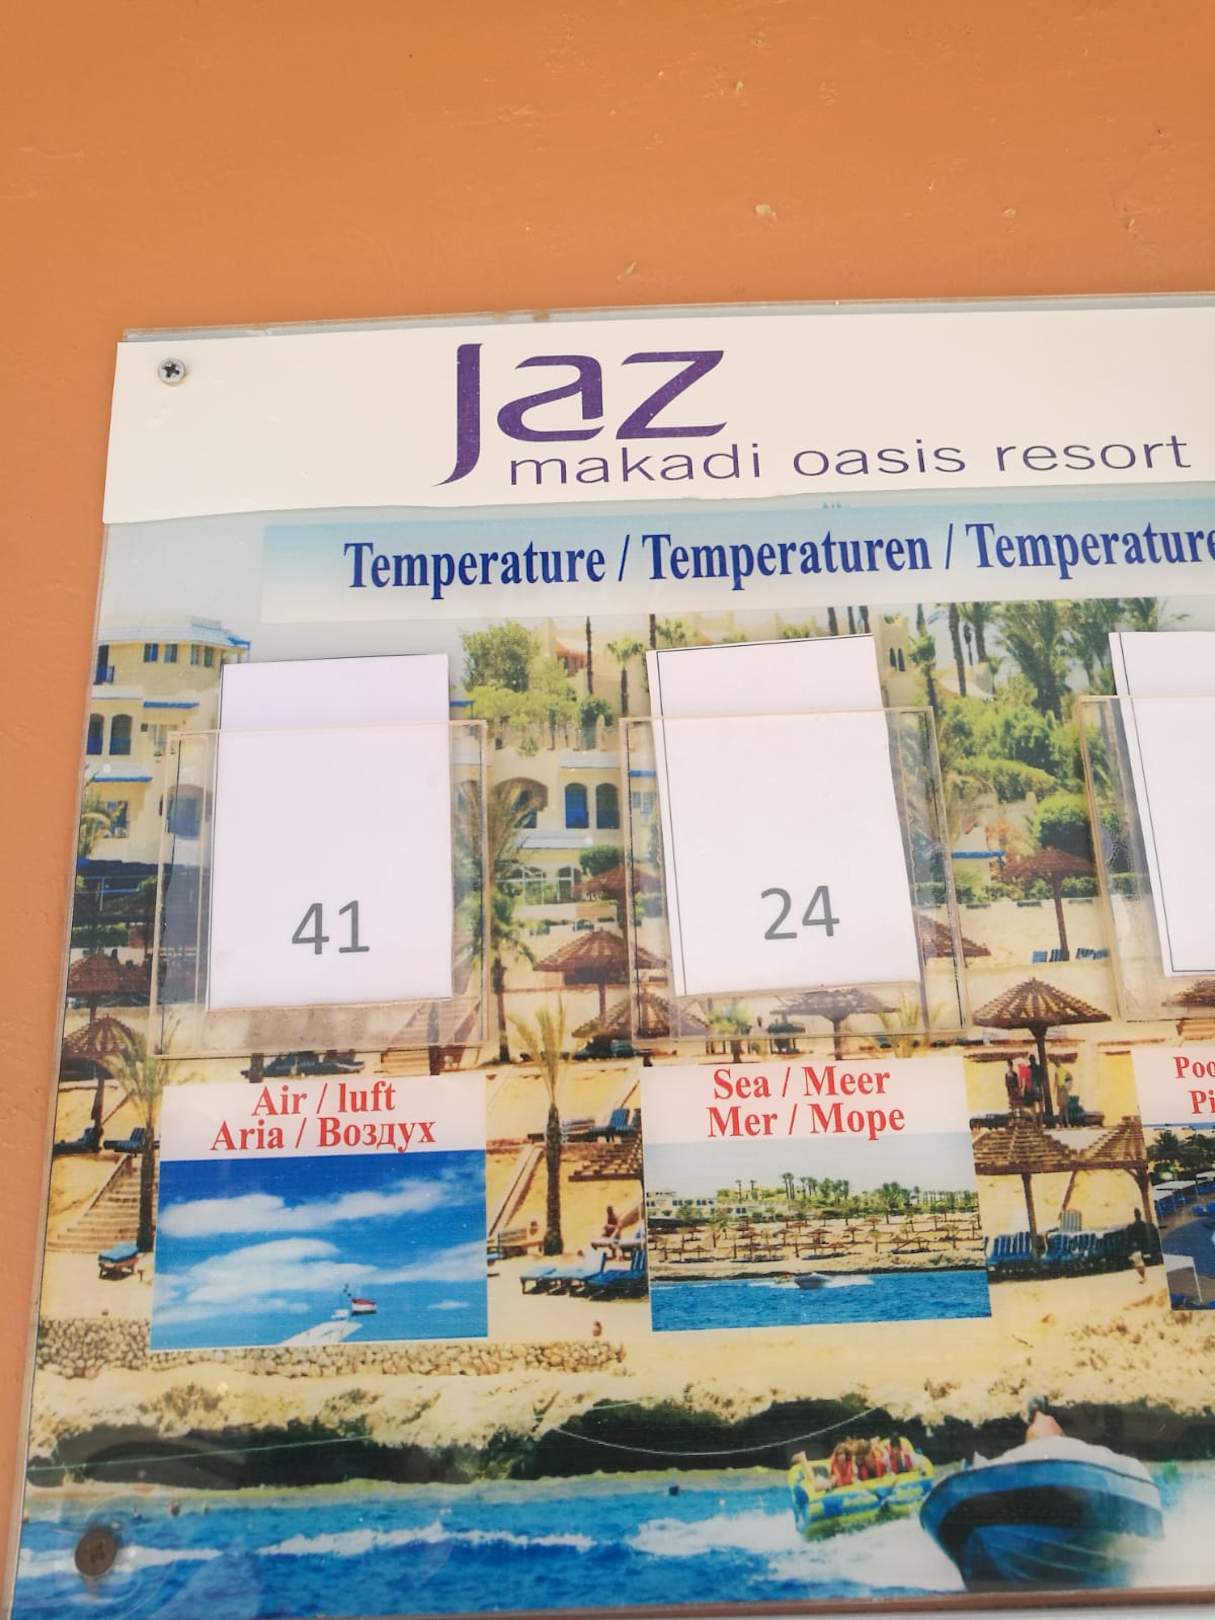 Jaz
makadi oasis resort
Temperature / Temperaturen / Temperature
41
24
Air / luft
Aria / Воздух
Sea / Meer
Mer / Море